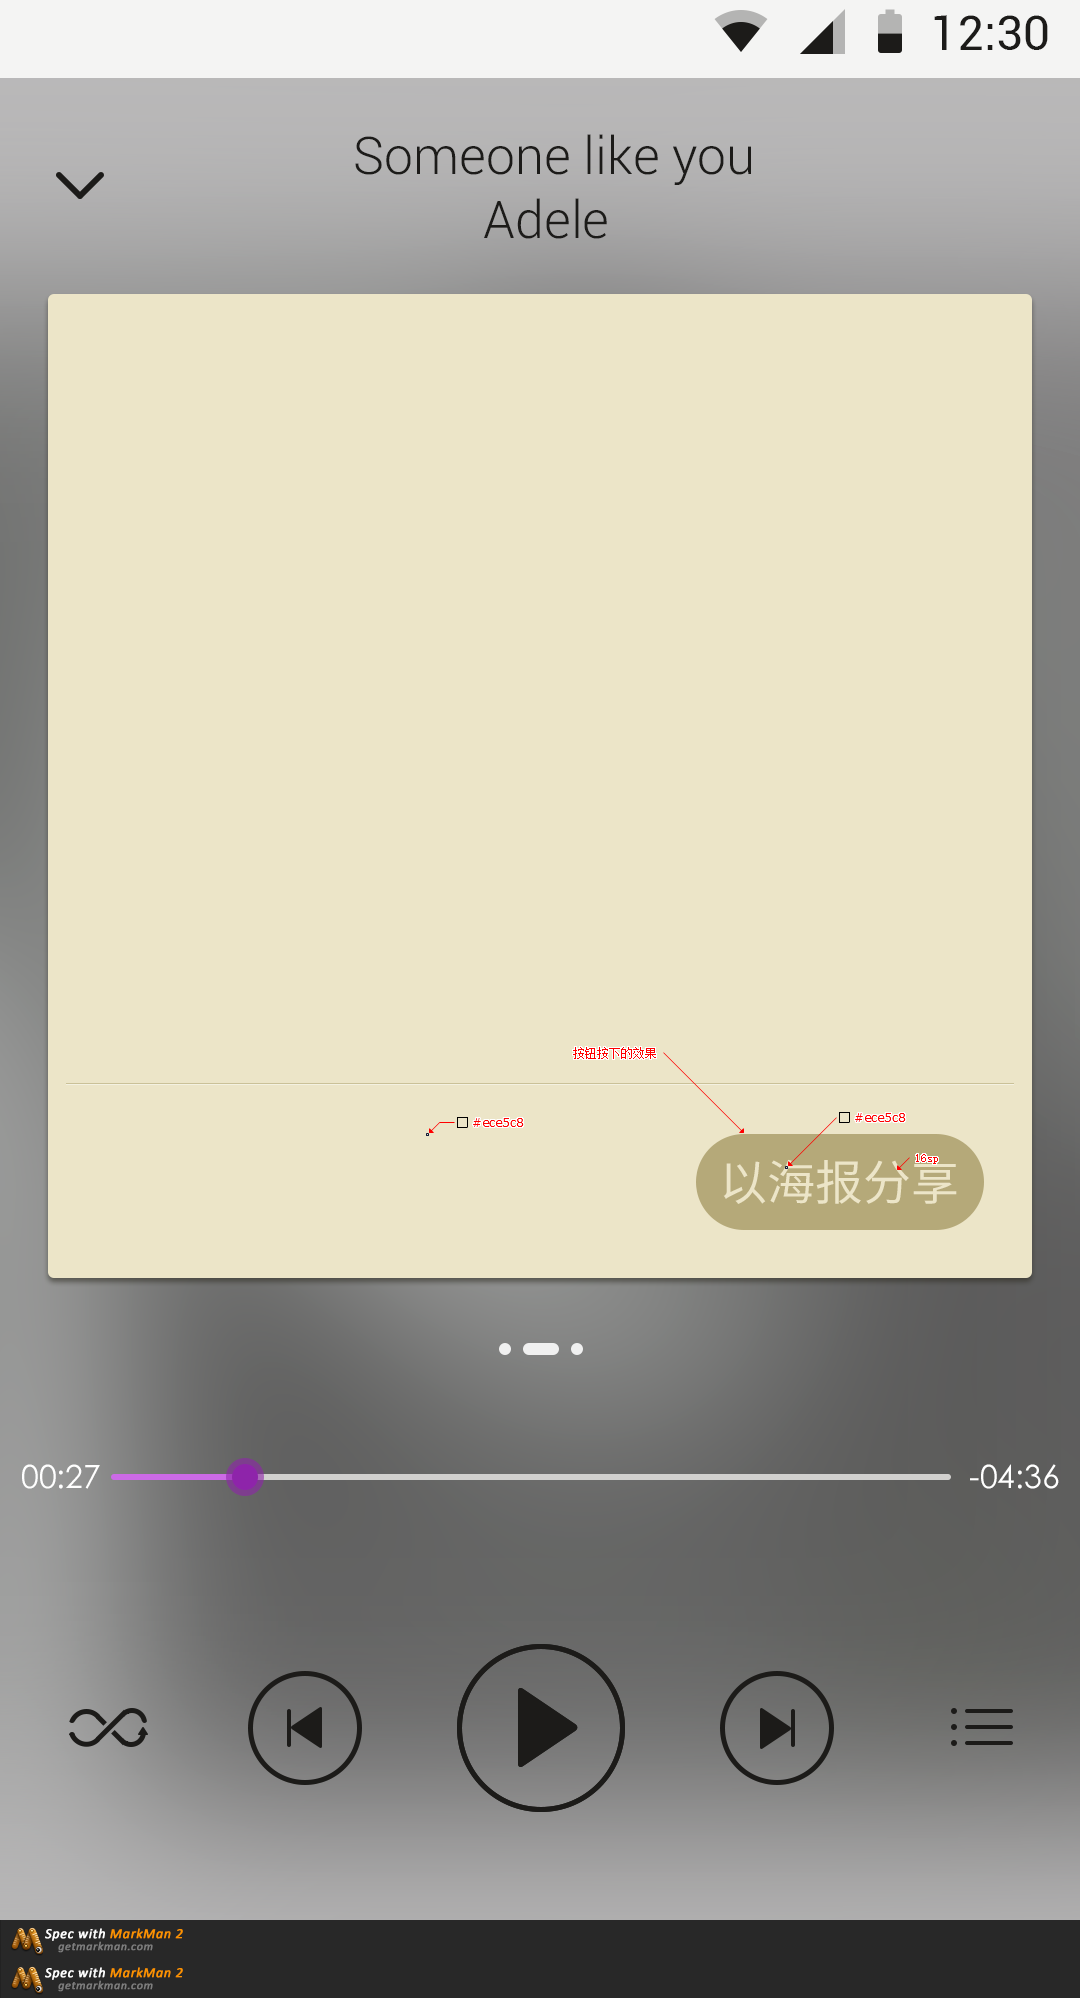 12:30
Someone like you
Adele
按钮按下的效果
#ece5c8
#ece5c8
16sp
以海报分享
00:27
-04:36
Spec with MarkMan 2
getmarkman.com
Spec with MarkMan 2
getmarkman.com